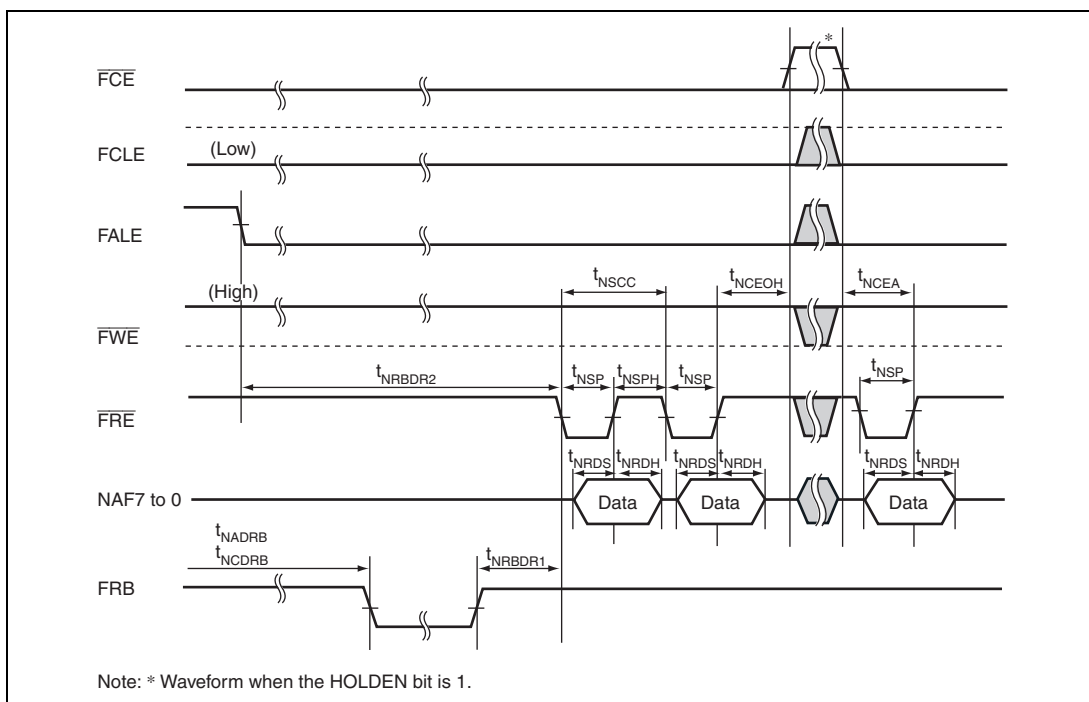 *
FCE
FCLE (Low)
FALE
tNSCC tNCEOH tNCEA
(High)
FWE
tNRBDR2 tNSP tNSPH tNSP tNSP
FRE
tNRDS tNRDH tNRDS tNRDH tNRDS tNRDH
NAF7 to 0 Data Data Data
tNADRB
tNCDRB tNRBDR1
FRB
Note: * Waveform when the HOLDEN bit is 1.